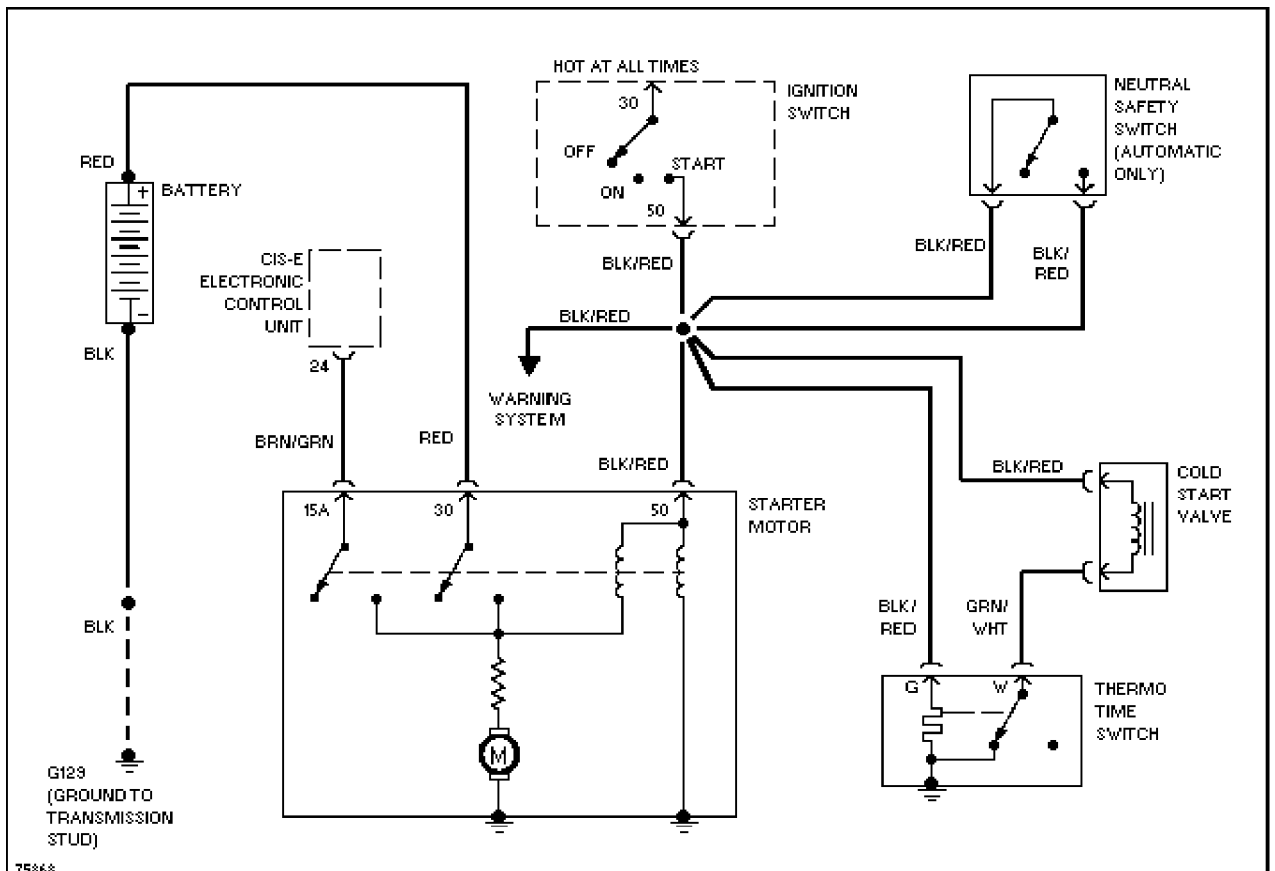 HOT AT ALL TIMES
30
IGNITION
SWITCH
OFF
START
ON
50
NEUTRAL
SAFETY
SWITCH
(AUTOMATIC
ONLY)
RED
+
BATTERY
-
BLK
CIS-E
ELECTRONIC
CONTROL
UNIT
24
BLK/RED
BLK/RED
BLK/
RED
BLK/RED
WARNING
SYSTEM
BRN/GRN
RED
BLK/RED
15A
30
50
STARTER
MOTOR
M
BLK/RED
COLD
START
VALVE
BLK/
RED
GRN/
WHT
G
W
THERMO
TIME
SWITCH
BLK
G123
(GROUND TO
TRANSMISSION
STUD)
75868